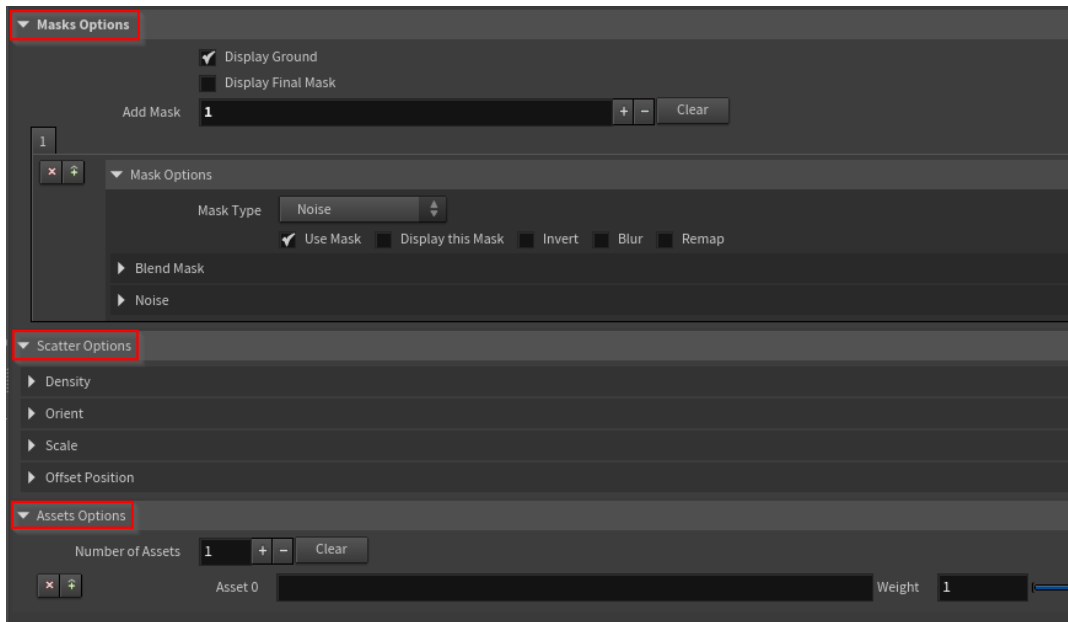 Masks Options
Display Ground
Display Final Mask
Add Mask 1 + - Clear
1
Mask Options
Mask Type Noise
Use Mask Display this Mask Invert Blur Remap
Blend Mask
Noise
Scatter Options
Density
Orient
Scale
Offset Position
Assets Options
Number of Assets 1 + - Clear
Asset 0 Weight 1